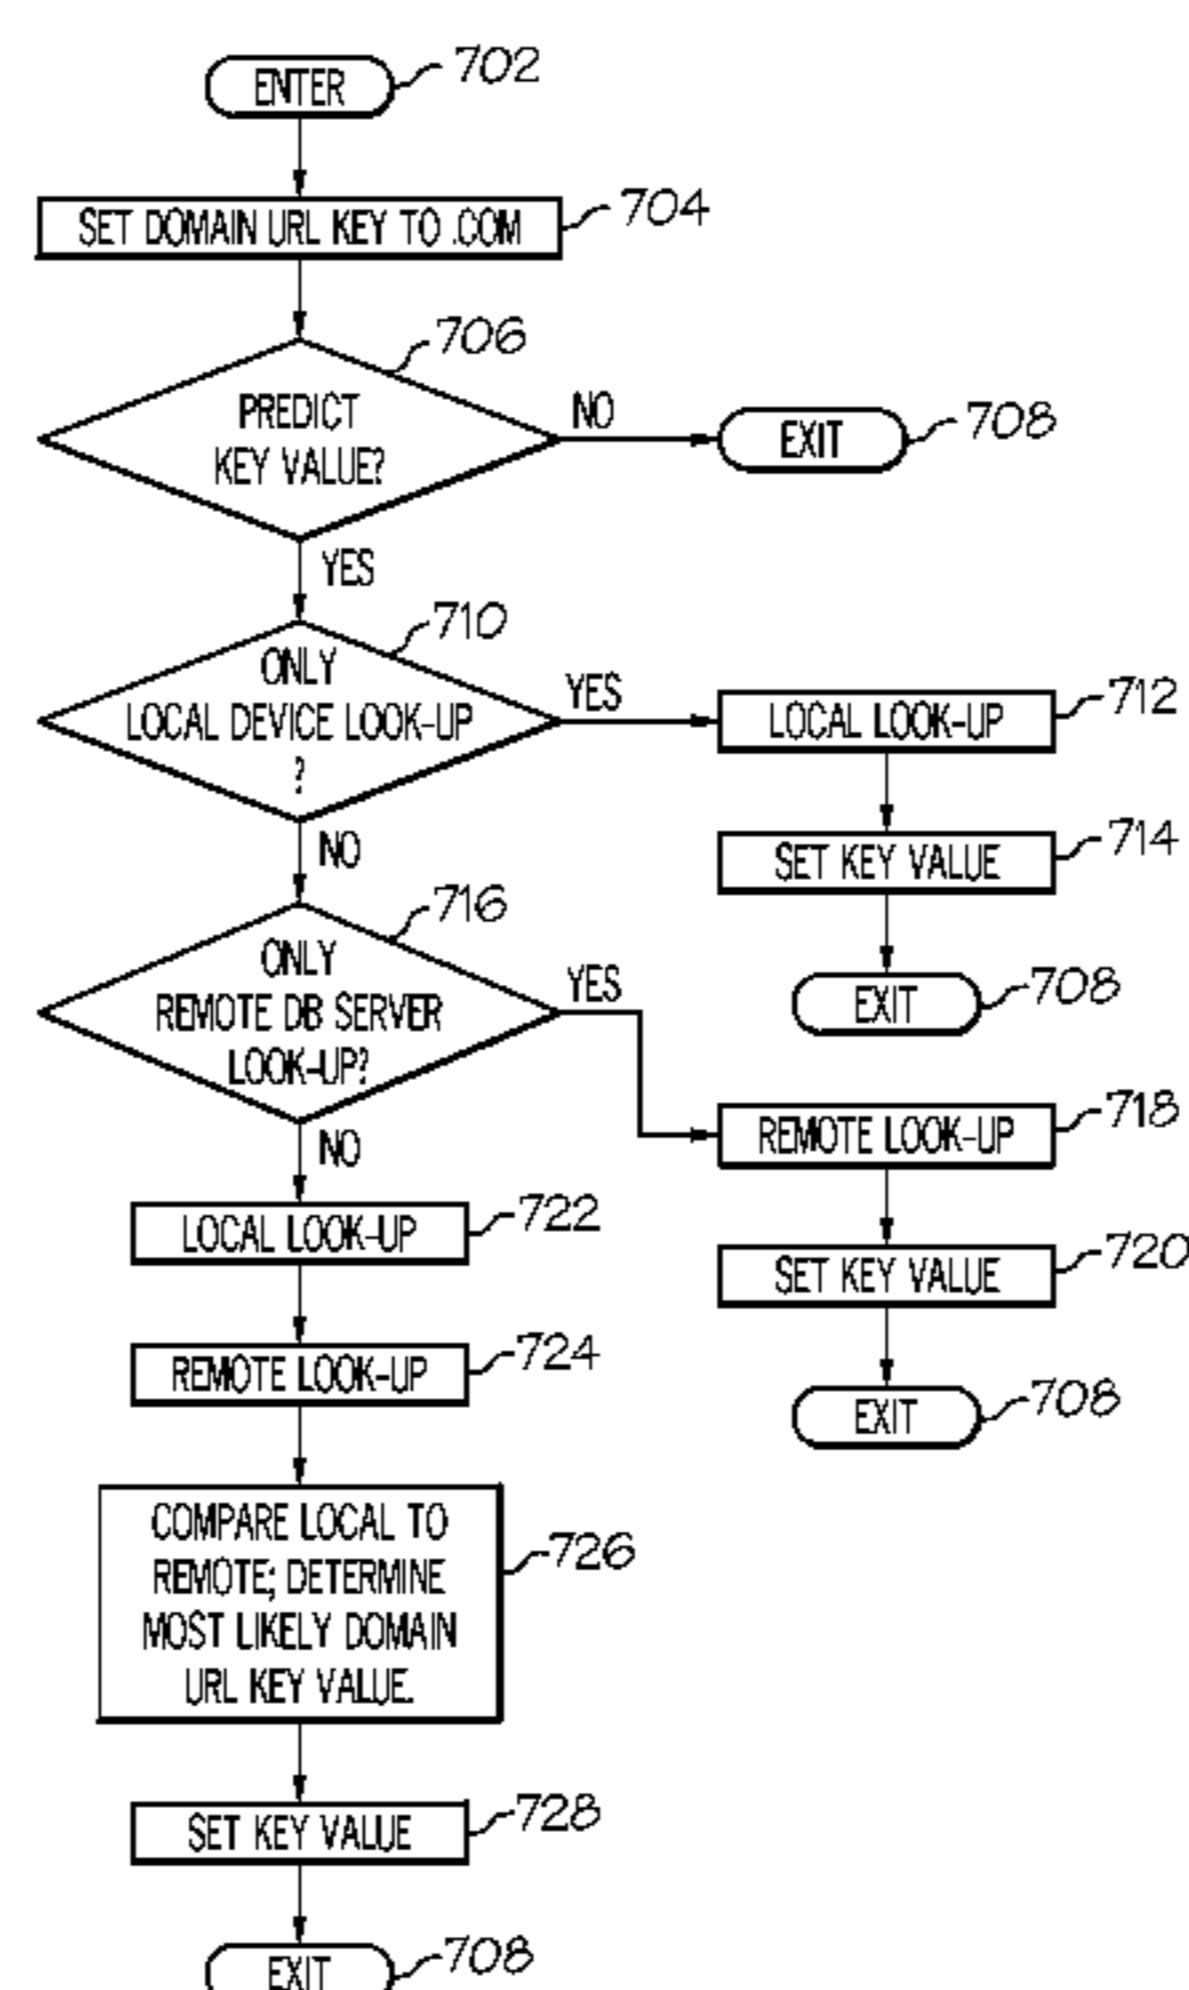 ENTER
702
SET DOMAIN URL KEY TO .COM
704
706
PREDICT
KEY VALUE?
NO
EXIT
708
YES
710
ONLY
LOCAL DEVICE LOOK-UP
?
YES
LOCAL LOOK-UP
712
SET KEY VALUE
714
EXIT
708
NO
716
ONLY
REMOTE DB SERVER
LOOK-UP?
YES
REMOTE LOOK-UP
718
SET KEY VALUE
720
EXIT
708
NO
LOCAL LOOK-UP
722
REMOTE LOOK-UP
724
COMPARE LOCAL TO
REMOTE; DETERMINE
MOST LIKELY DOMAIN
URL KEY VALUE.
726
SET KEY VALUE
728
EXIT
708